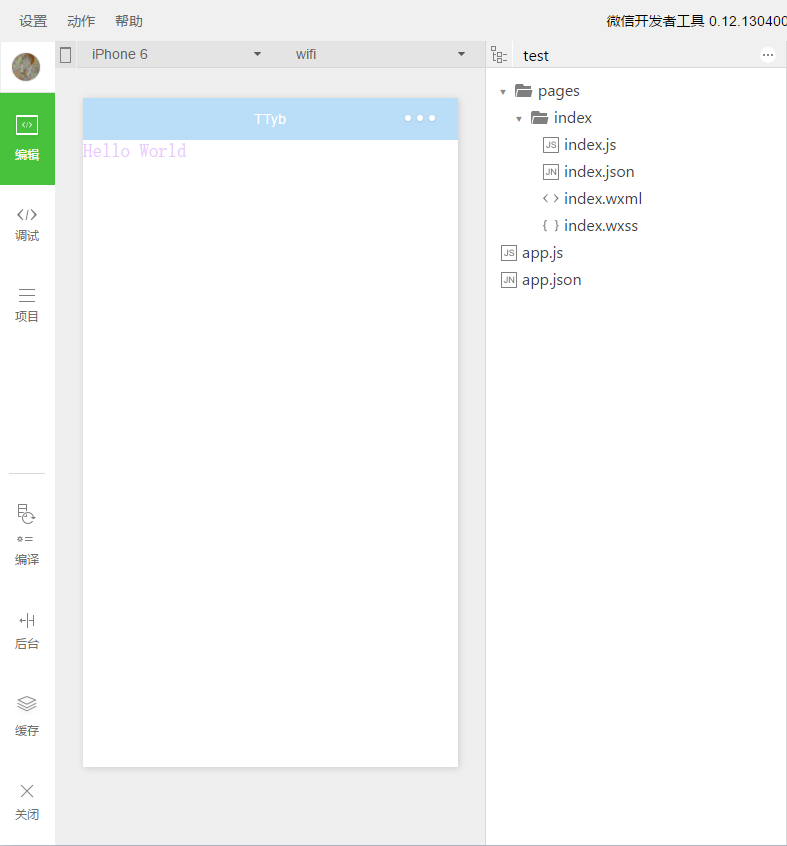 设置 动作 帮助 微信开发者工具 0.12.130400
iPhone 6 wifi
test
TTyb
Hello World
编辑
调试
项目
编译
后台
缓存
关闭
pages
index
JS index.js
JN index.json
< > index.wxml
{ } index.wxss
JS app.js
JN app.json